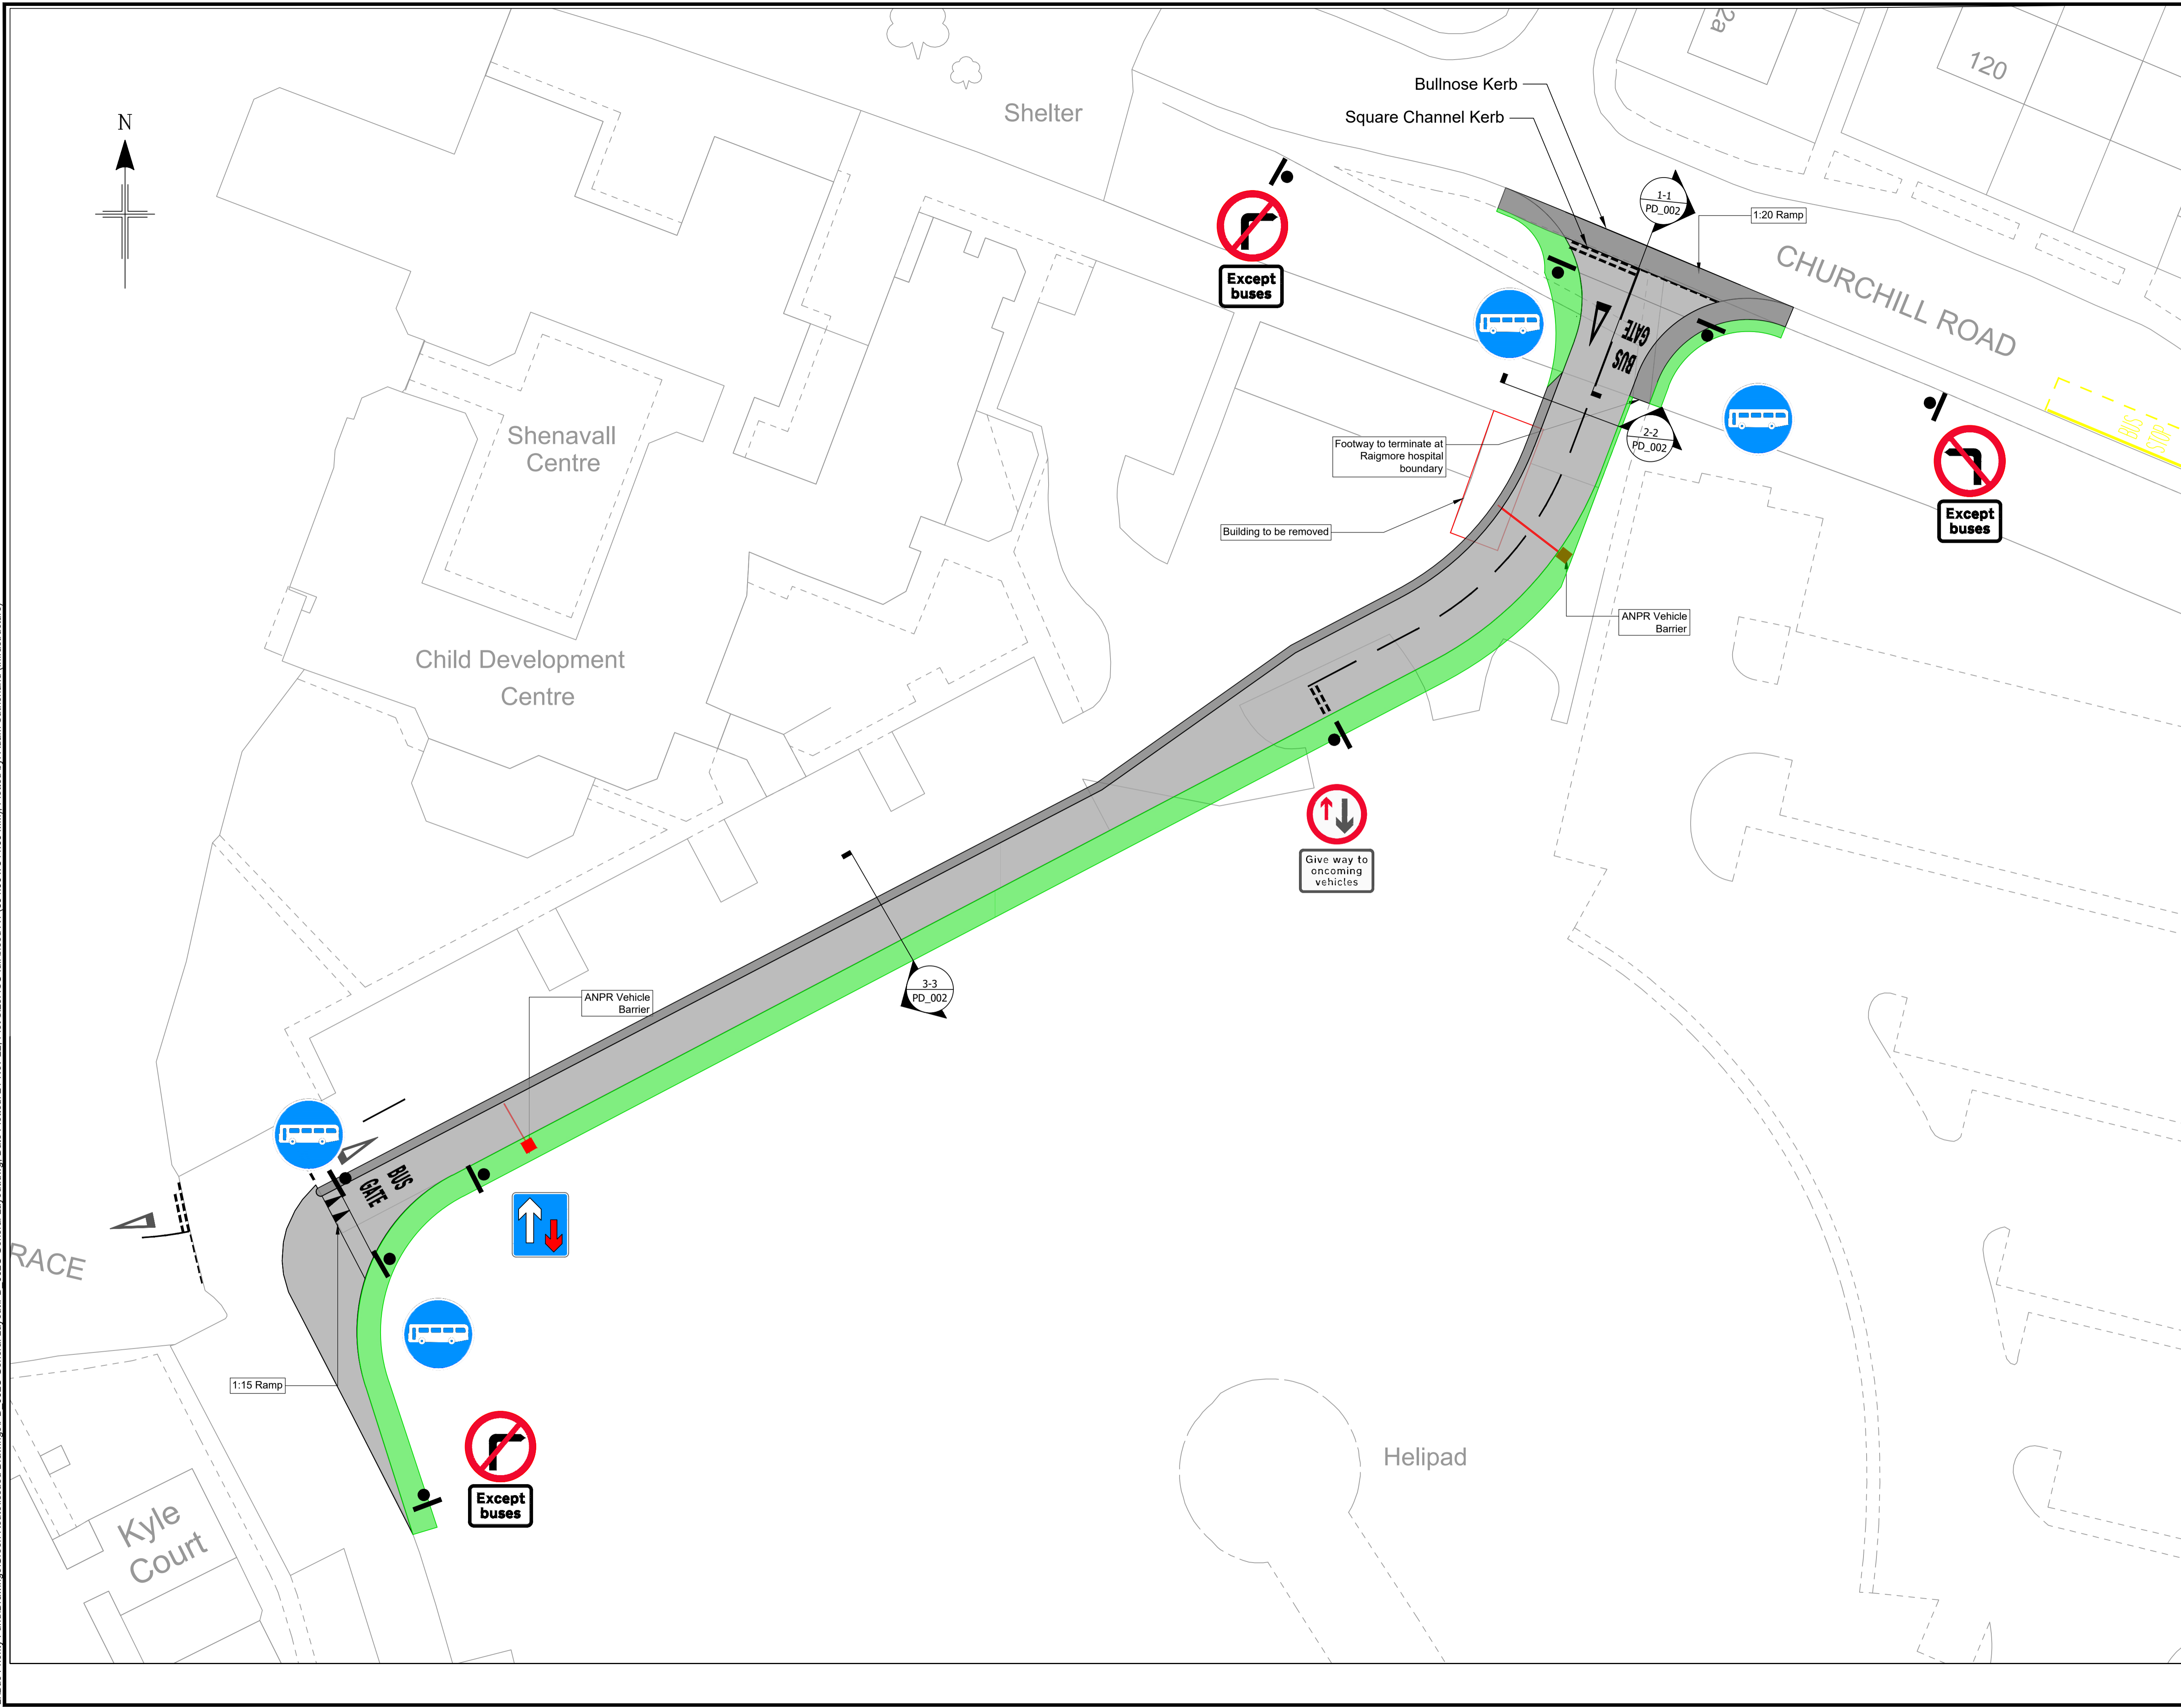 N
2a
120
Shelter
Bullnose Kerb
Square Channel Kerb
1-1
PD_002
1:20 Ramp
CHURCHILL ROAD
Except
buses
BUS
GATE
BUS
STOP
Shenavall
Centre
Footway to terminate at
Raigmore hospital
boundary
2-2
PD_002
Except
buses
Building to be removed
ANPR Vehicle
Barrier
Child Development
Centre
Give way to
oncoming
vehicles
3-3
PD_002
ANPR Vehicle
Barrier
BUS
GATE
RACE
1:15 Ramp
Except
buses
Helipad
Kyle
Court